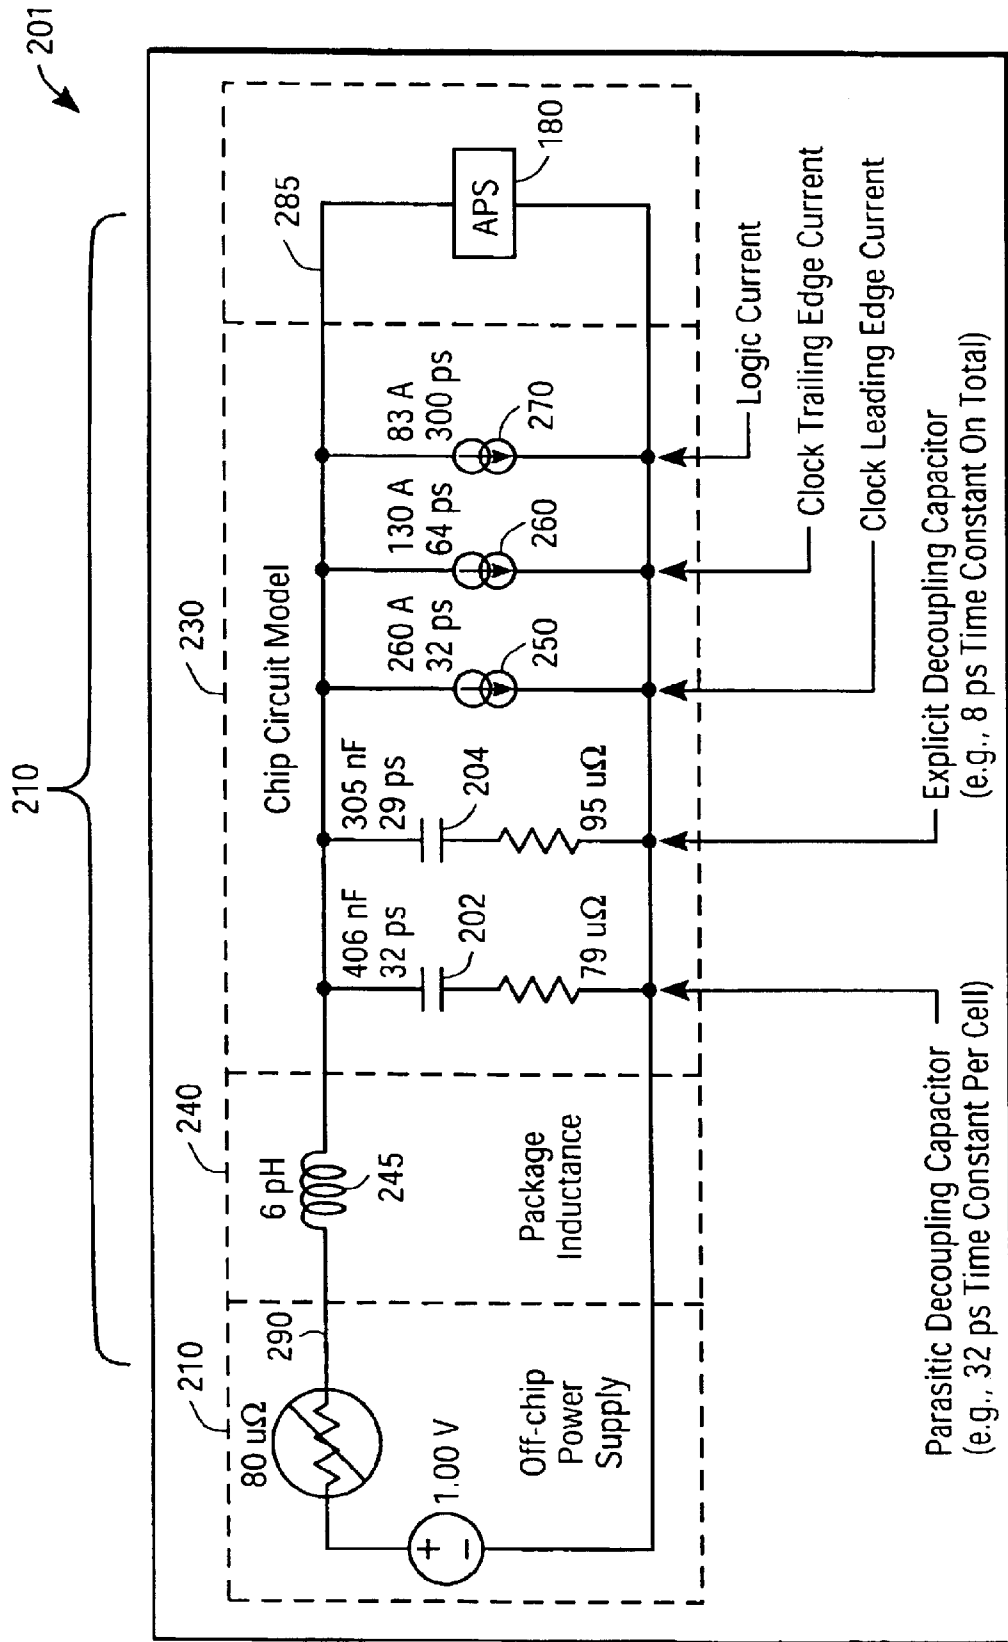 201
210
230
240
210
285
APS
180
Chip Circuit Model
83 A
300 ps
270
130 A
64 ps
260
260 A
32 ps
250
305 nF
29 ps
204
95 uΩ
406 nF
32 ps
202
79 uΩ
6 pH
245
Package
Inductance
290
80 uΩ
1.00 V
+
−
Off-chip
Power
Supply
Logic Current
Clock Trailing Edge Current
Clock Leading Edge Current
Explicit Decoupling Capacitor
(e.g., 8 ps Time Constant On Total)
Parasitic Decoupling Capacitor
(e.g., 32 ps Time Constant Per Cell)